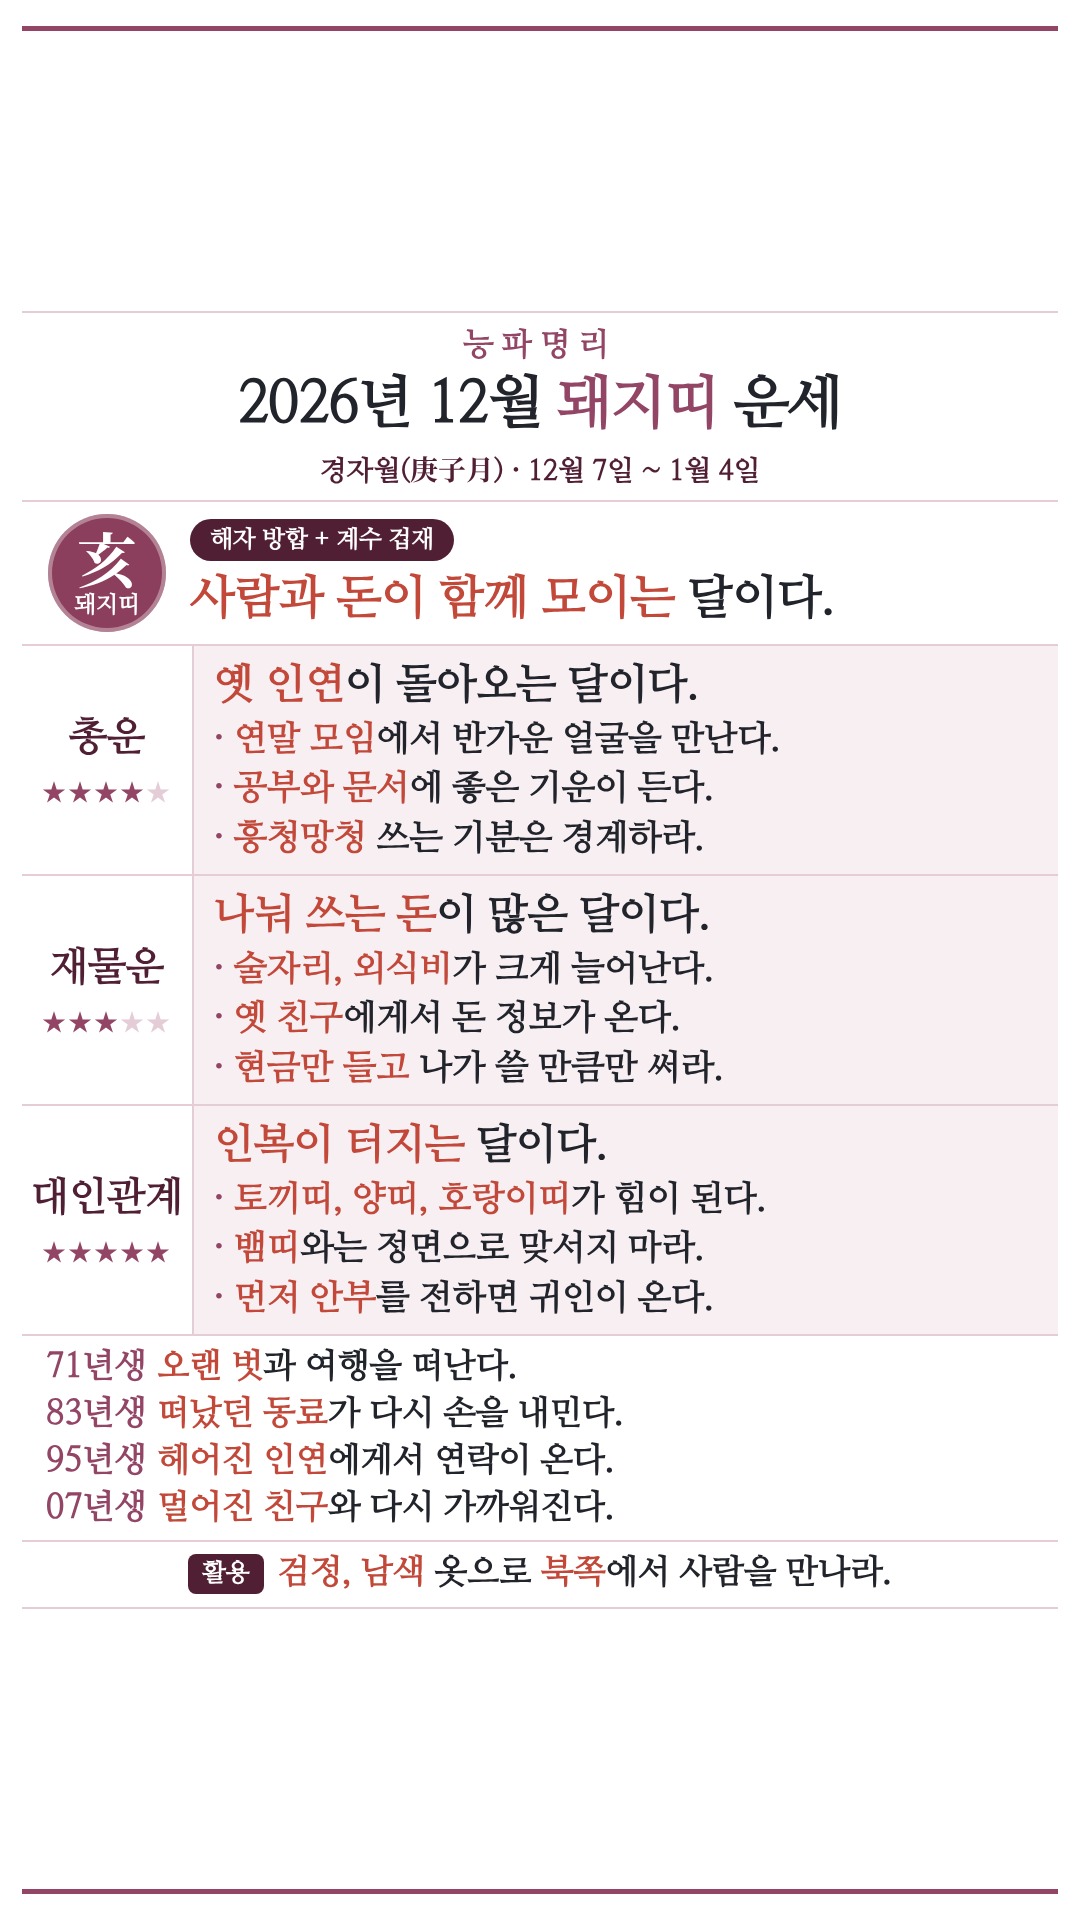 능파명리
2026년 12월 돼지띠 운세
경자월(庚子月) · 12월 7일 ~ 1월 4일
亥
돼지띠
해자 방합 + 계수 겁재
사람과 돈이 함께 모이는 달이다.
총운
★★★★★
옛 인연이 돌아오는 달이다.
· 연말 모임에서 반가운 얼굴을 만난다.
· 공부와 문서에 좋은 기운이 든다.
· 흥청망청 쓰는 기분은 경계하라.
재물운
★★★★★
나눠 쓰는 돈이 많은 달이다.
· 술자리, 외식비가 크게 늘어난다.
· 옛 친구에게서 돈 정보가 온다.
· 현금만 들고 나가 쓸 만큼만 써라.
대인관계
★★★★★
인복이 터지는 달이다.
· 토끼띠, 양띠, 호랑이띠가 힘이 된다.
· 뱀띠와는 정면으로 맞서지 마라.
· 먼저 안부를 전하면 귀인이 온다.
71년생 오랜 벗과 여행을 떠난다.
83년생 떠났던 동료가 다시 손을 내민다.
95년생 헤어진 인연에게서 연락이 온다.
07년생 멀어진 친구와 다시 가까워진다.
활용 검정, 남색 옷으로 북쪽에서 사람을 만나라.